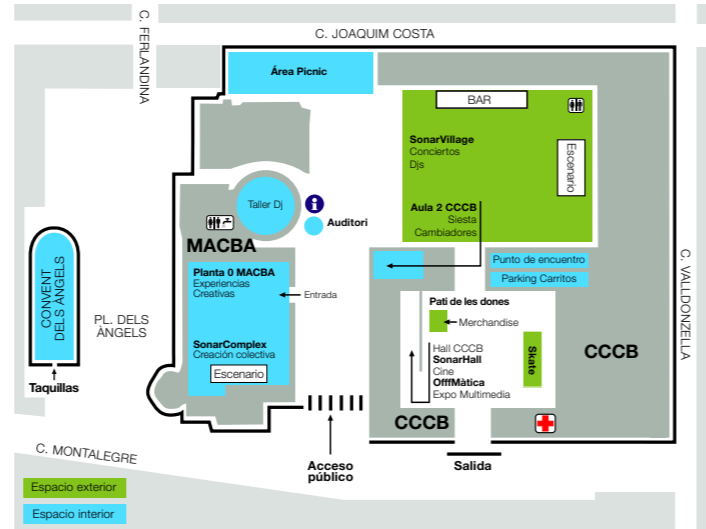 C. JOAQUIM COSTA
C. FERLANDINA
Área Picnic
BAR
SonarVillage
Conciertos
Djs
Escenario
Taller Dj
i
Auditori
Aula 2 CCCB
Siesta
Cambiadores
MACBA
CONVENT
DELS ÀNGELS
PL. DELS
ÀNGELS
Taquillas
Planta 0 MACBA
Experiencias
Creativas
Entrada
SonarComplex
Creación colectiva
Escenario
Punto de encuentro
Parking Carritos
Pati de les dones
Merchandise
Hall CCCB
SonarHall
Cine
OfffMàtica
Expo Multimedia
Skate
CCCB
C. VALLDONZELLA
CCCB
C. MONTALEGRE
Acceso
público
Salida
Espacio exterior
Espacio interior